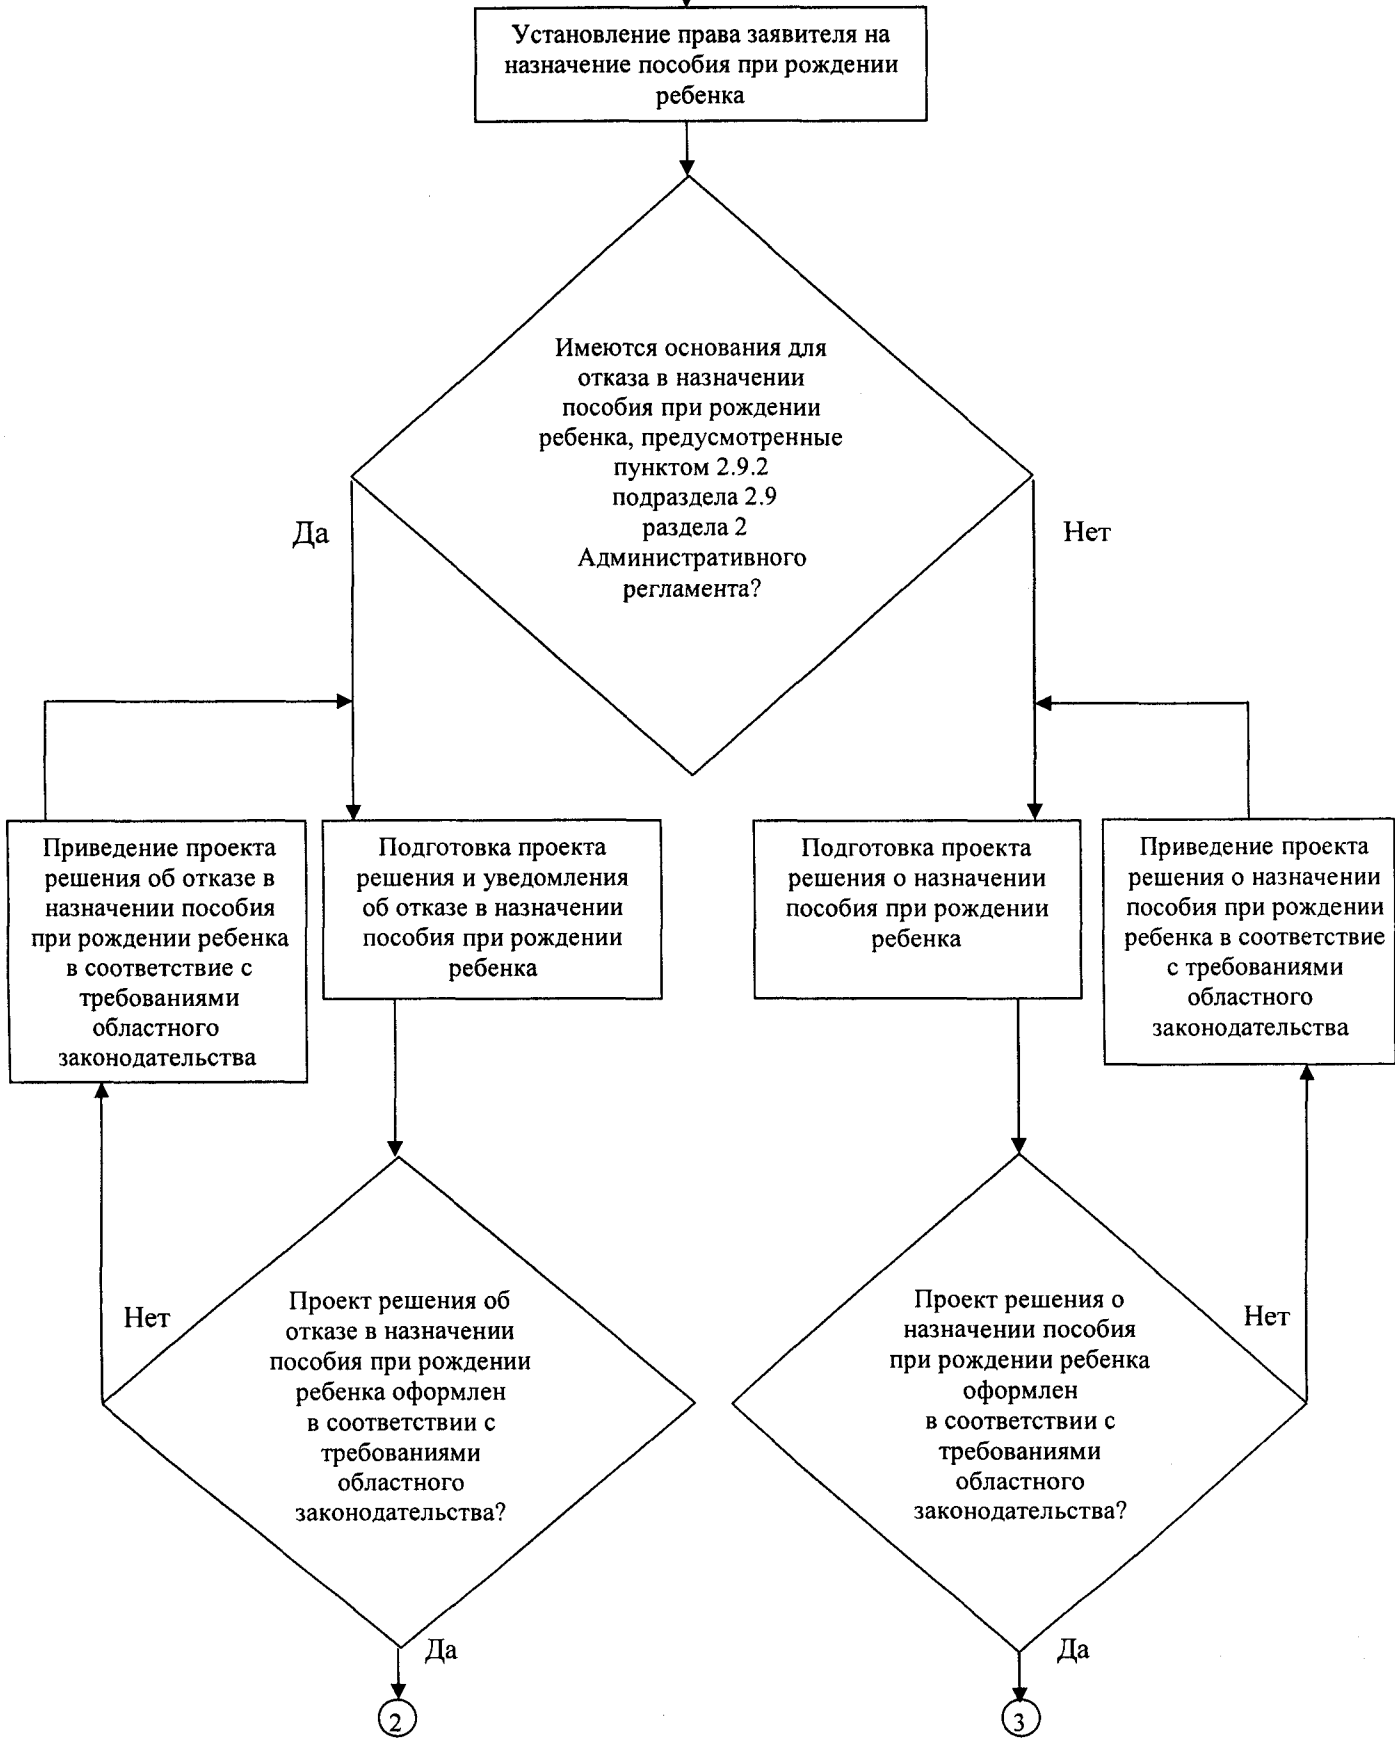 Установление права заявителя на
назначение пособия при рождении
ребенка
Имеются основания для
отказа в назначении
пособия при рождении
ребенка, предусмотренные
пунктом 2.9.2
подраздела 2.9
раздела 2
Административного
регламента?
Да
Нет
Приведение проекта
решения об отказе в
назначении пособия
при рождении ребенка
в соответствие с
требованиями
областного
законодательства
Подготовка проекта
решения и уведомления
об отказе в назначении
пособия при рождении
ребенка
Подготовка проекта
решения о назначении
пособия при рождении
ребенка
Приведение проекта
решения о назначении
пособия при рождении
ребенка в соответствие
с требованиями
областного
законодательства
Нет
Проект решения об
отказе в назначении
пособия при рождении
ребенка оформлен
в соответствии с
требованиями
областного
законодательства?
Да
2
Проект решения о
назначении пособия
при рождении ребенка
оформлен
в соответствии с
требованиями
областного
законодательства?
Нет
Да
3